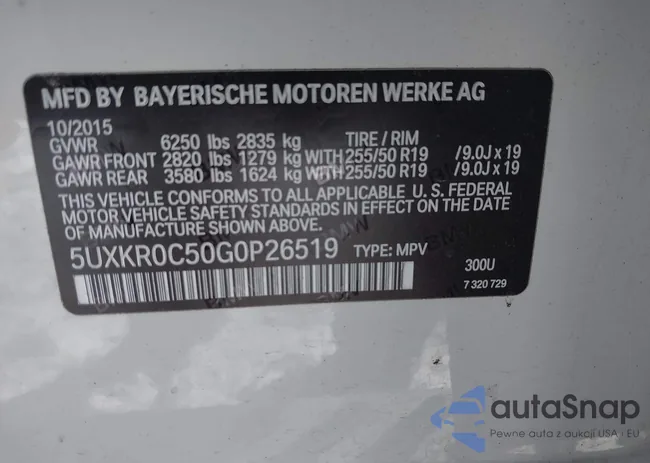 MFD BY BAYERISCHE MOTOREN WERKE AG
10/2015
GVWR 6250 lbs 2835 kg TIRE / RIM
GAWR FRONT 2820 lbs 1279 kg WITH 255/50 R19 /9.0J x 19
GAWR REAR 3580 lbs 1624 kg WITH 255/50 R19 /9.0J x 19
THIS VEHICLE CONFORMS TO ALL APPLICABLE U. S. FEDERAL
MOTOR VEHICLE SAFETY STANDARDS IN EFFECT ON THE DATE
OF MANUFACTURE SHOWN ABOVE.
5UXKR0C50G0P26519 TYPE: MPV
300U
7 320 729
autaSnap
Pewne auta z aukcji USA i EU